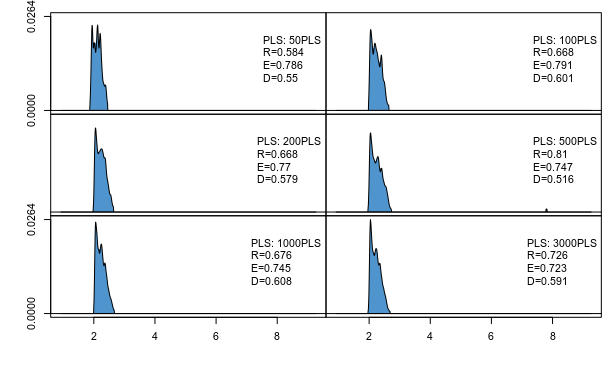 0.0264
PLS: 50PLS
R=0.584
E=0.786
D=0.55
PLS: 100PLS
R=0.668
E=0.791
D=0.601
0.0000
PLS: 200PLS
R=0.668
E=0.77
D=0.579
PLS: 500PLS
R=0.81
E=0.747
D=0.516
0.0264
PLS: 1000PLS
R=0.676
E=0.745
D=0.608
PLS: 3000PLS
R=0.726
E=0.723
D=0.591
0.0000
2 4 6 8 2 4 6 8